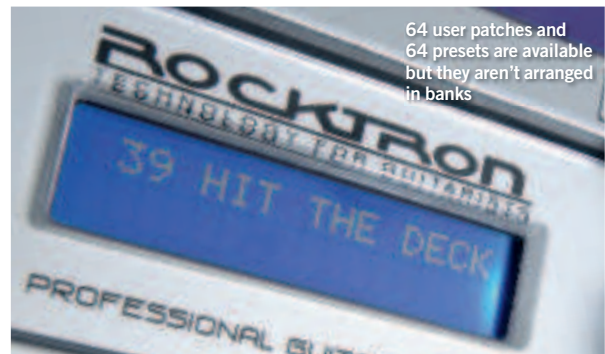 64 user patches and
64 presets are available
but they aren't arranged
in banks
ROCKTRON
TECHNOLOGY FOR GUITARISTS
39 HIT THE DECK
PROFESSIONAL